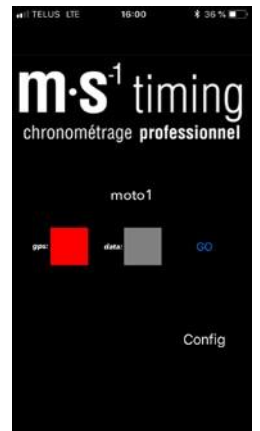 TELUS LTE 16:00 36 %
m·s-1 timing
chronométrage professionnel
moto1
gps: data: GO
Config